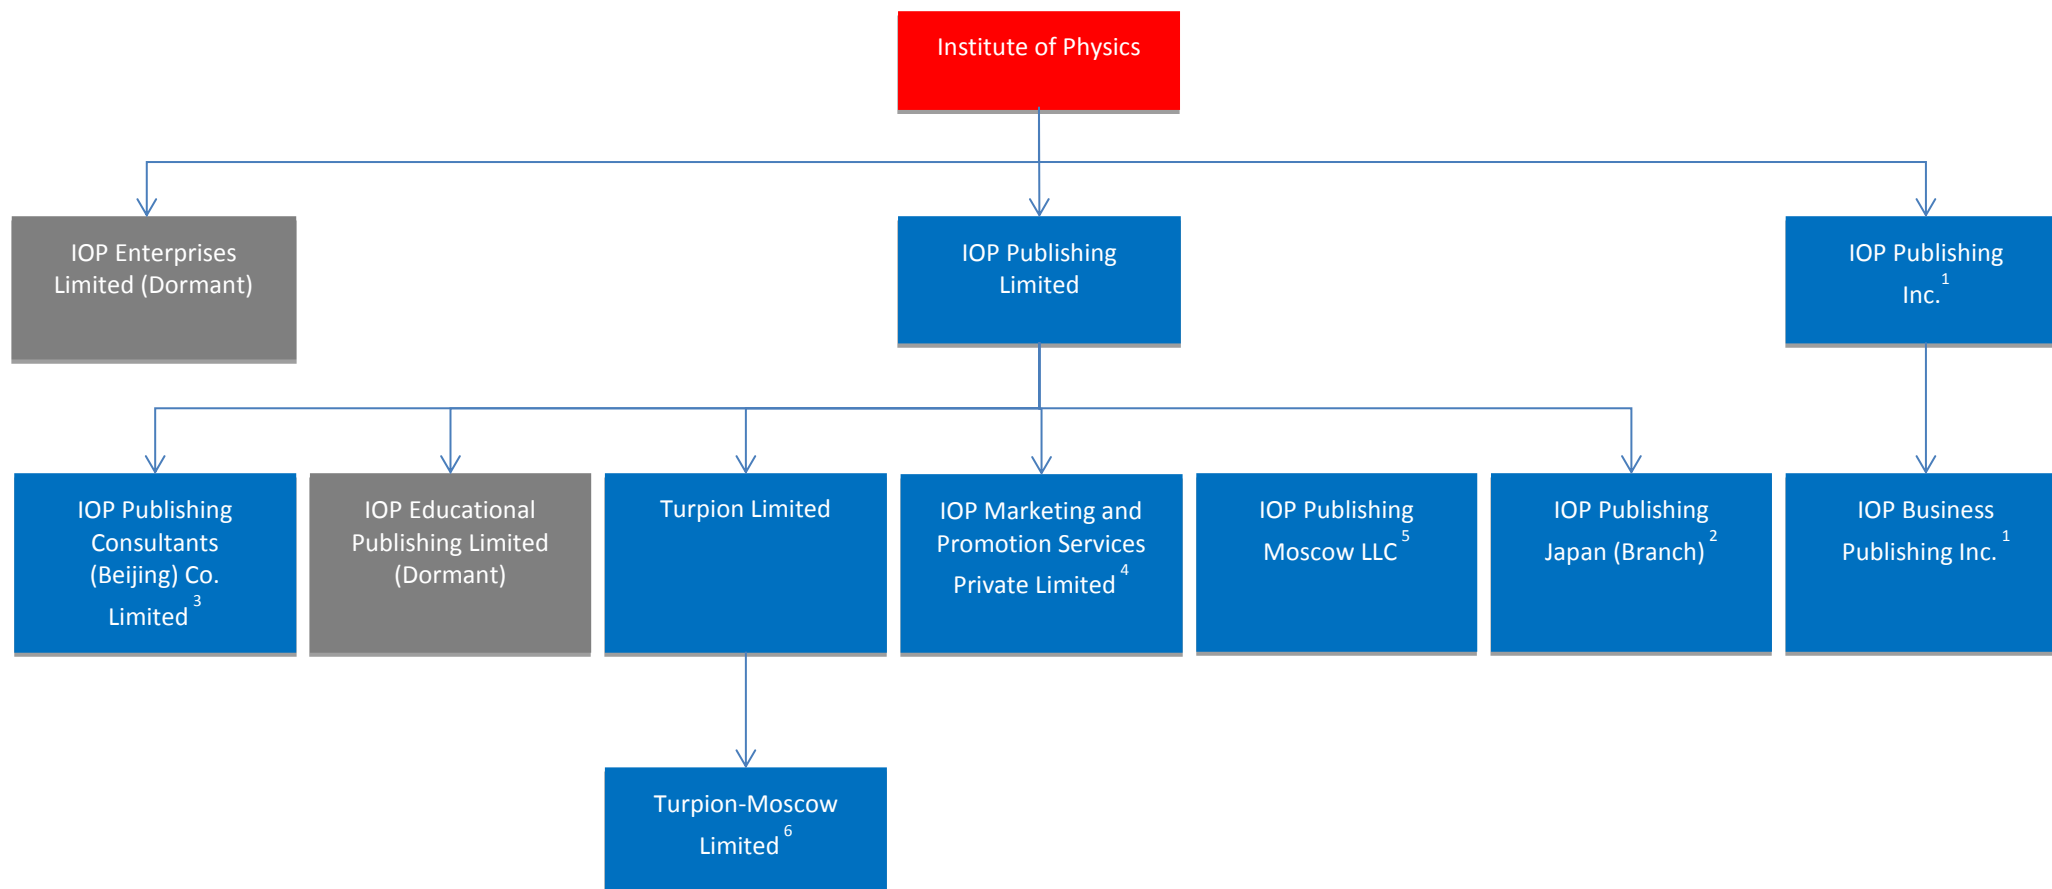 Institute of Physics
IOP Enterprises
Limited (Dormant)
IOP Publishing
Limited
IOP Publishing
Inc. 1
IOP Publishing
Consultants
(Beijing) Co.
Limited 3
IOP Educational
Publishing Limited
(Dormant)
Turpion Limited
IOP Marketing and
Promotion Services
Private Limited 4
IOP Publishing
Moscow LLC 5
IOP Publishing
Japan (Branch) 2
IOP Business
Publishing Inc. 1
Turpion-Moscow
Limited 6